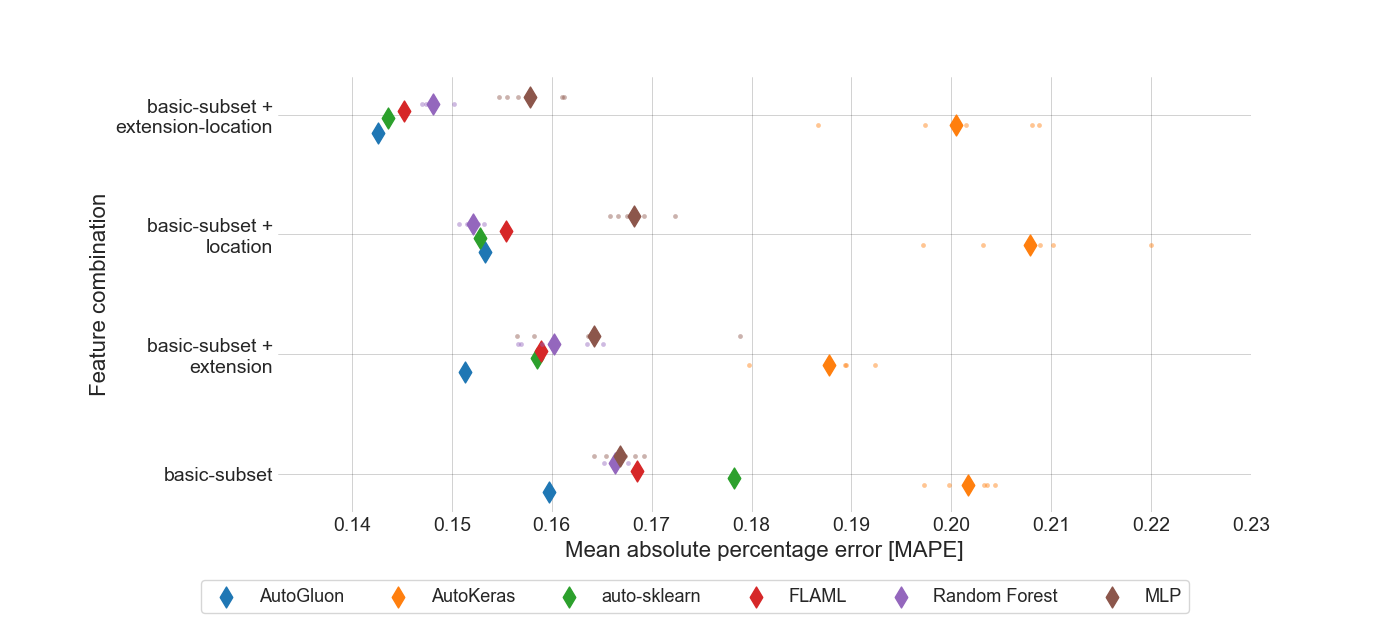 basic-subset +
extension-location
basic-subset +
location
basic-subset +
extension
basic-subset
Feature combination
0.14 0.15 0.16 0.17 0.18 0.19 0.20 0.21 0.22 0.23
Mean absolute percentage error [MAPE]
AutoGluon AutoKeras auto-sklearn FLAML Random Forest MLP